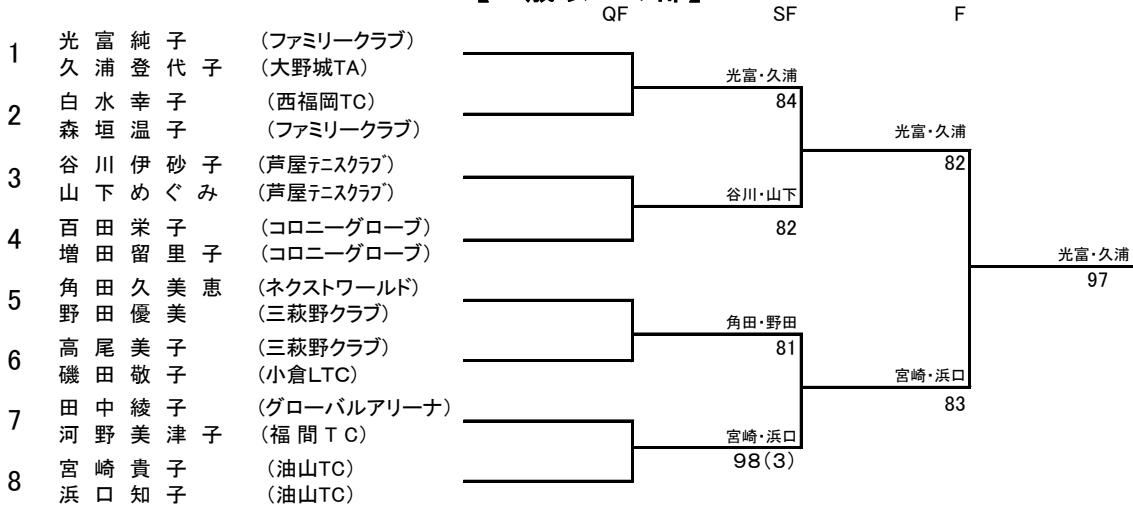 QF SF F
1 光富純子 (ファミリークラブ)
久浦登代子 (大野城TA)
2 白水幸子 (西福岡TC)
森垣温子 (ファミリークラブ)
3 谷川伊砂子 (芦屋テニスクラブ)
山下めぐみ (芦屋テニスクラブ)
4 百田栄子 (コロニーグローブ)
増田留里子 (コロニーグローブ)
5 角田久美恵 (ネクストワールド)
野田優美 (三萩野クラブ)
6 高尾美子 (三萩野クラブ)
磯田敬子 (小倉LTC)
7 田中綾子 (グローバルアリーナ)
河野美津子 (福間TC)
8 宮崎貴子 (油山TC)
浜口知子 (油山TC)
光富・久浦
84
谷川・山下
82
角田・野田
81
宮崎・浜口
98(3)
光富・久浦
82
宮崎・浜口
83
光富・久浦
97